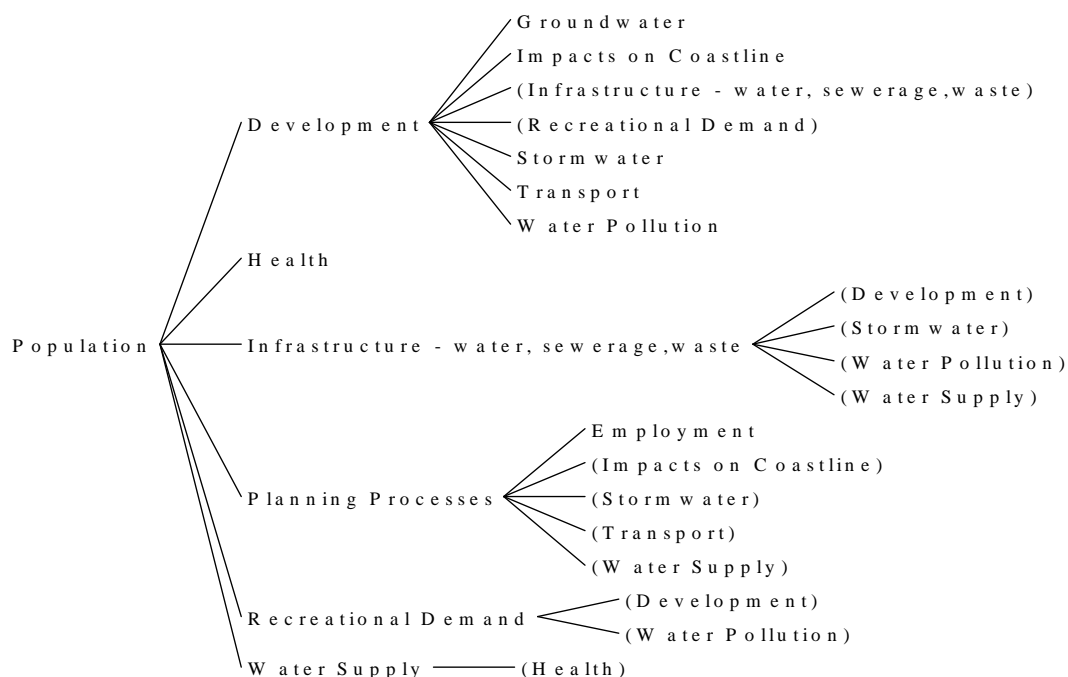 Groundwater
Impacts on Coastline
(Infrastructure - water, sewerage,waste)
Development
(Recreational Demand)
Stormwater
Transport
Water Pollution
Health
(Development)
(Stormwater)
Population
Infrastructure - water, sewerage,waste
(Water Pollution)
(Water Supply)
Employment
(Impacts on Coastline)
Planning Processes
(Stormwater)
(Transport)
(Water Supply)
(Development)
Recreational Demand
(Water Pollution)
Water Supply
(Health)